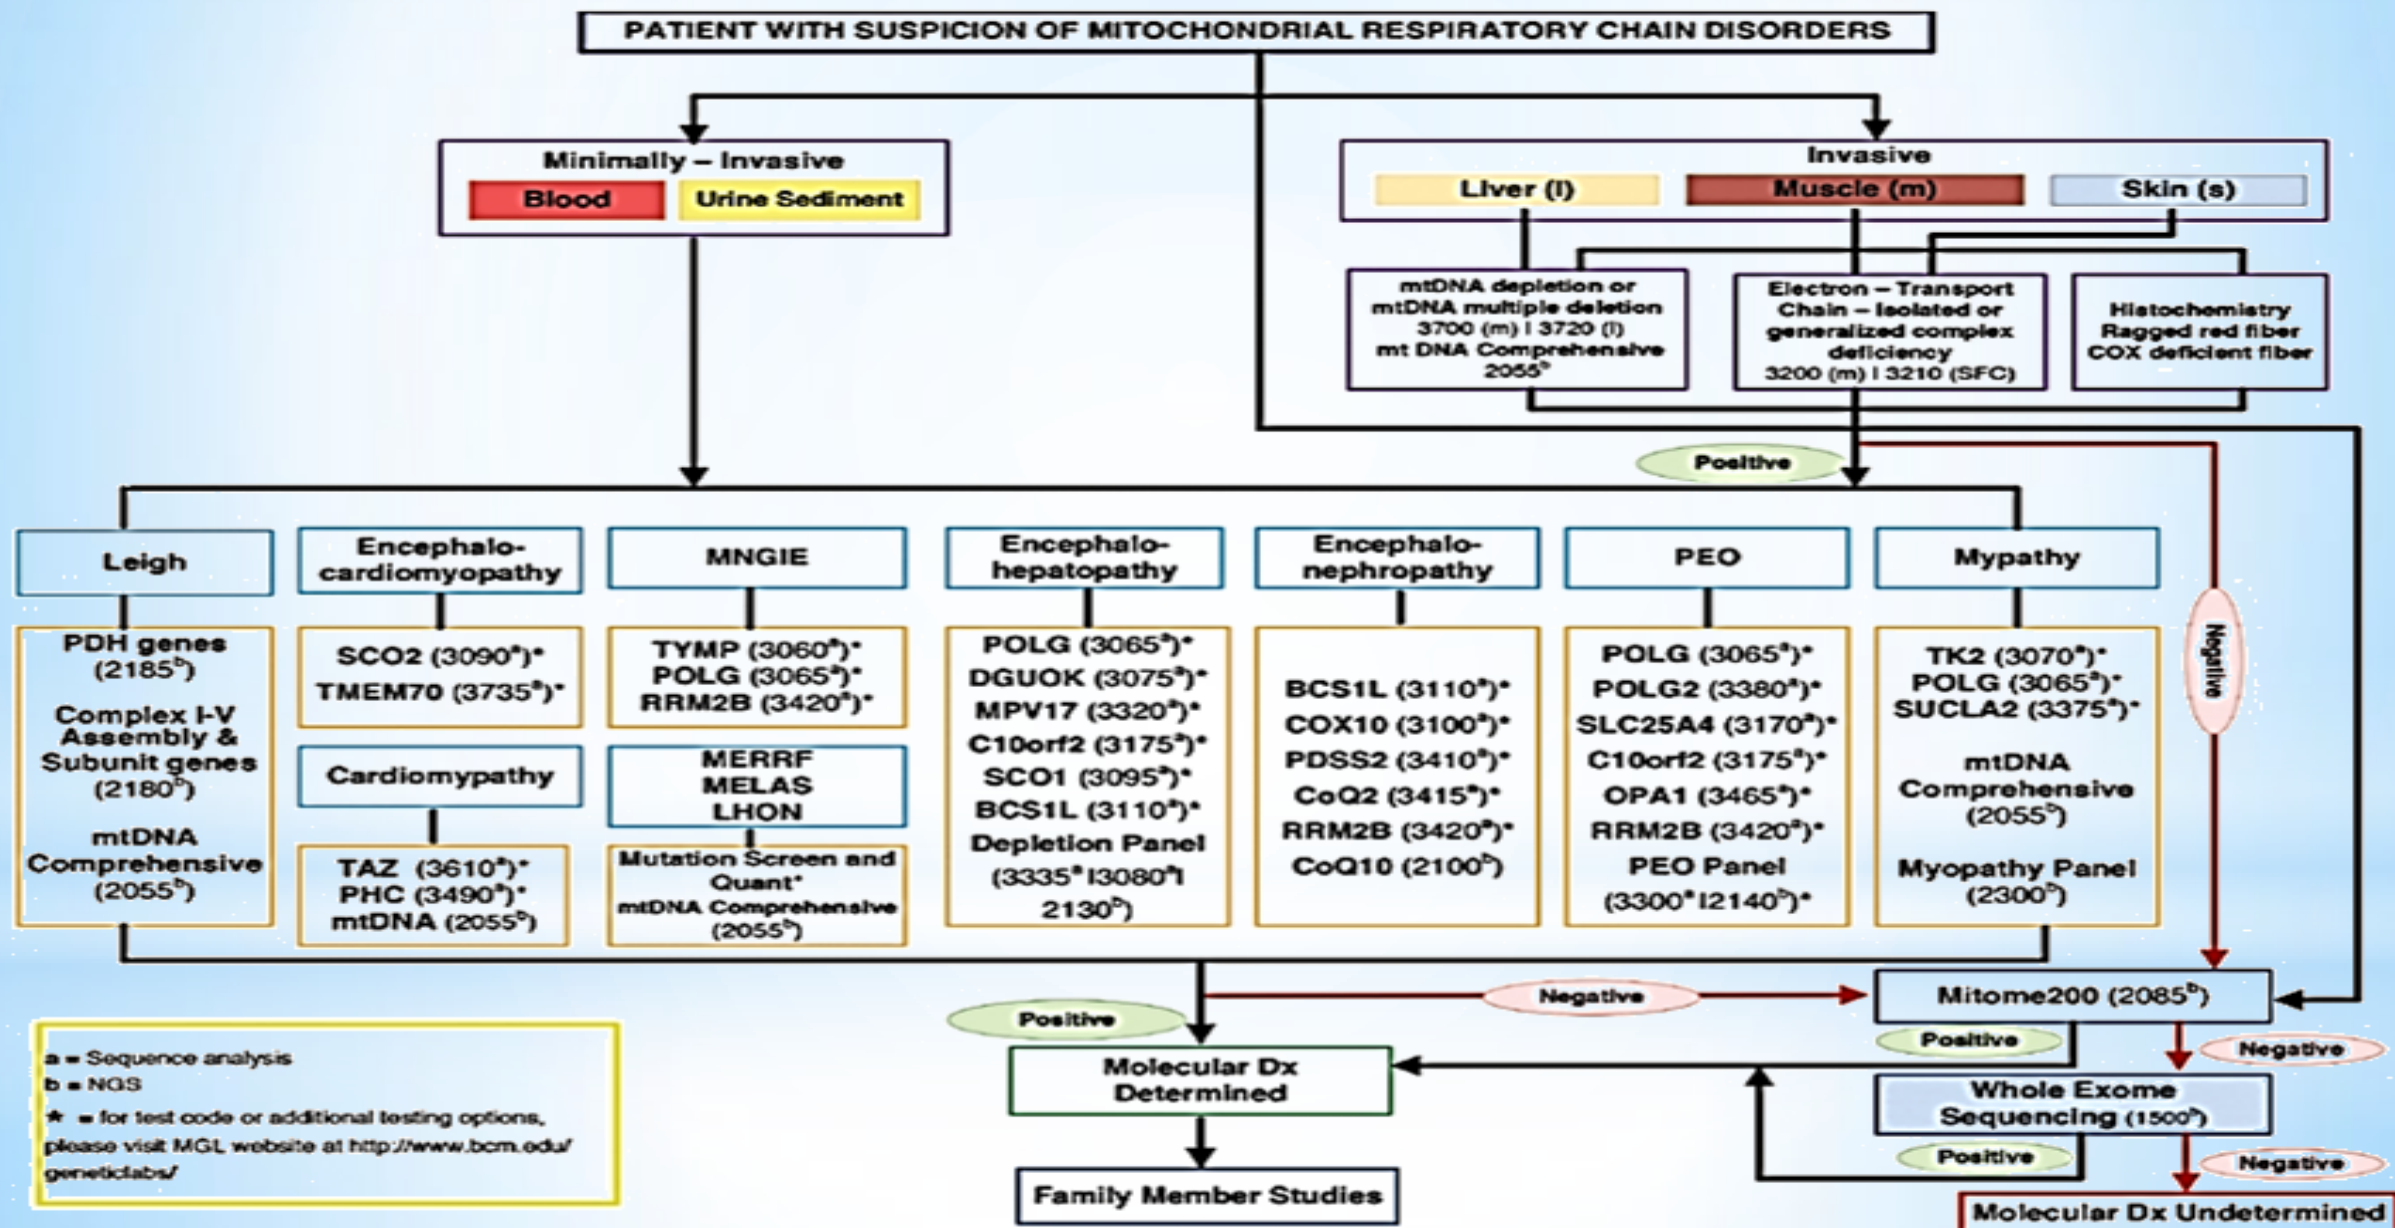 PATIENT WITH SUSPICION OF MITOCHONDRIAL RESPIRATORY CHAIN DISORDERS
Minimally – Invasive
Blood
Urine Sediment
Invasive
Liver (l)
Muscle (m)
Skin (s)
mtDNA depletion or
mtDNA multiple deletion
3700 (m) | 3720 (l)
mt DNA Comprehensive
2055ᵇ
Electron – Transport
Chain – Isolated or
generalized complex
deficiency
3200 (m) | 3210 (SFC)
Histochemistry
Ragged red fiber
COX deficient fiber
Positive
Negative
Leigh
PDH genes
(2185ᵇ)
Complex I-V
Assembly &
Subunit genes
(2180ᵇ)
mtDNA
Comprehensive
(2055ᵇ)
Encephalo-
cardiomyopathy
SCO2 (3090ᵃ)*
TMEM70 (3735ᵃ)*
Cardiomypathy
TAZ (3610ᵃ)*
PHC (3490ᵃ)*
mtDNA (2055ᵇ)
MNGIE
TYMP (3060ᵃ)*
POLG (3065ᵃ)*
RRM2B (3420ᵃ)*
MERRF
MELAS
LHON
Mutation Screen and
Quant*
mtDNA Comprehensive
(2055ᵇ)
Encephalo-
hepatopathy
POLG (3065ᵃ)*
DGUOK (3075ᵃ)*
MPV17 (3320ᵃ)*
C10orf2 (3175ᵃ)*
SCO1 (3095ᵃ)*
BCS1L (3110ᵃ)*
Depletion Panel
(3335ᵃ|3080ᵃ|
2130ᵇ)
Encephalo-
nephropathy
BCS1L (3110ᵃ)*
COX10 (3100ᵃ)*
PDSS2 (3410ᵃ)*
CoQ2 (3415ᵃ)*
RRM2B (3420ᵃ)*
CoQ10 (2100ᵇ)
PEO
POLG (3065ᵃ)*
POLG2 (3380ᵃ)*
SLC25A4 (3170ᵃ)*
C10orf2 (3175ᵃ)*
OPA1 (3465ᵃ)*
RRM2B (3420ᵃ)*
PEO Panel
(3300ᵃ|2140ᵇ)*
Mypathy
TK2 (3070ᵃ)*
POLG (3065ᵃ)*
SUCLA2 (3375ᵃ)*
mtDNA
Comprehensive
(2055ᵇ)
Myopathy Panel
(2300ᵇ)
Negative
Mitome200 (2085ᵇ)
Positive
Positive
Negative
Molecular Dx
Determined
Whole Exome
Sequencing (1500ᵇ)
Positive
Negative
Family Member Studies
Molecular Dx Undetermined
a = Sequence analysis
b = NGS
* = for test code or additional testing options,
please visit MGL website at http://www.bcm.edu/
geneticlabs/